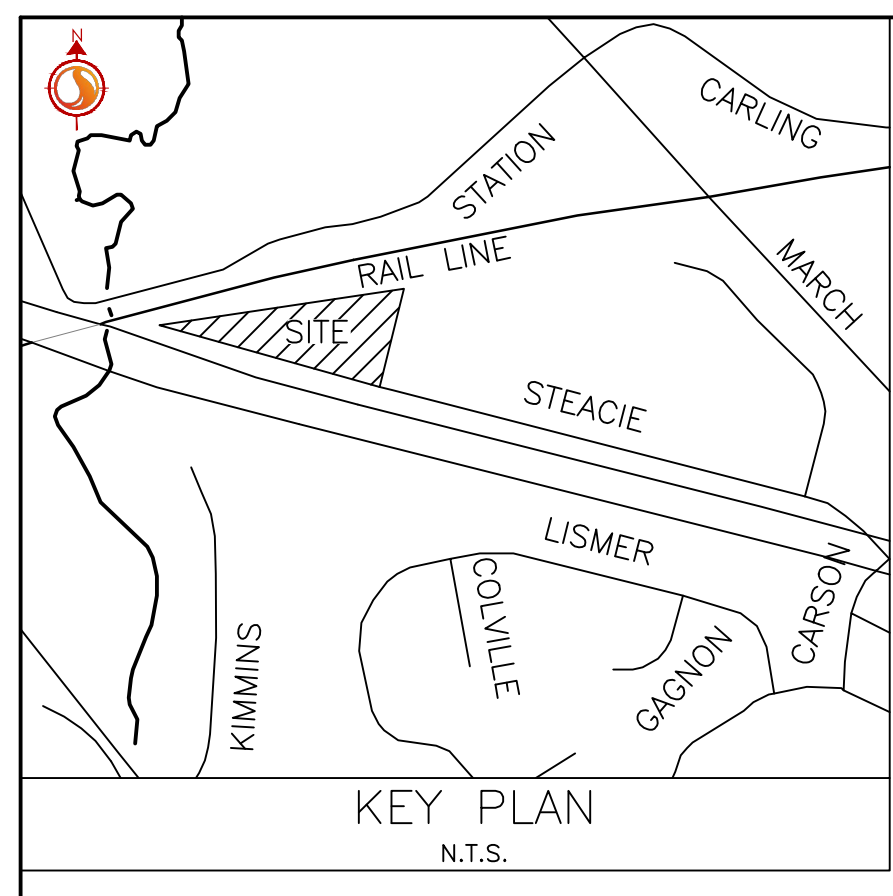 N
CARLING
STATION
MARCH
RAIL LINE
SITE
STEACIE
LISMER
CARSON
COLVILLE
GAGNON
KIMMINS
KEY PLAN
N.T.S.